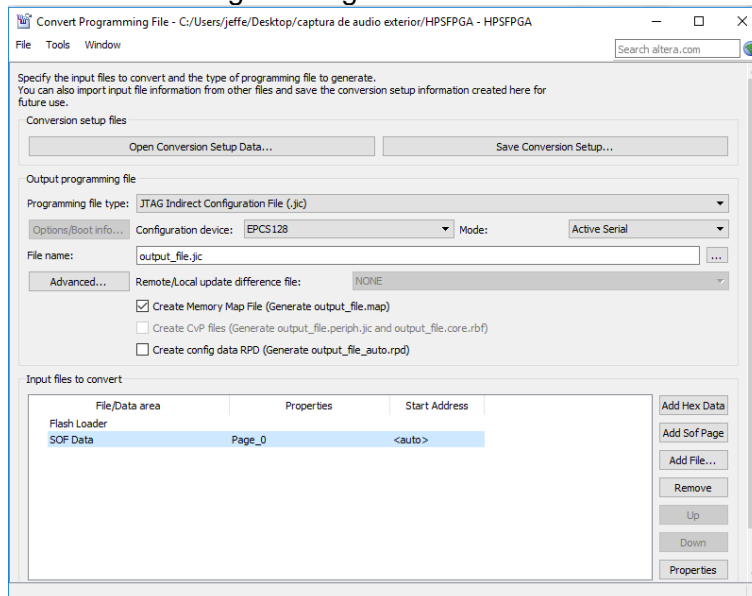 Convert Programming File - C:/Users/jeffe/Desktop/captura de audio exterior/HPSFPGA - HPSFPGA
File Tools Window
Search altera.com
Specify the input files to convert and the type of programming file to generate.
You can also import input file information from other files and save the conversion setup information created here for
future use.
Conversion setup files
Open Conversion Setup Data... Save Conversion Setup...
Output programming file
Programming file type: JTAG Indirect Configuration File (.jic)
Options/Boot info... Configuration device: EPCS128 Mode: Active Serial
File name: output_file.jic ...
Advanced... Remote/Local update difference file: NONE
Create Memory Map File (Generate output_file.map)
Create CvP files (Generate output_file.periph.jic and output_file.core.rbf)
Create config data RPD (Generate output_file_auto.rpd)
Input files to convert
File/Data area Properties Start Address
Flash Loader
SOF Data Page_0 <auto>
Add Hex Data
Add Sof Page
Add File...
Remove
Up
Down
Properties